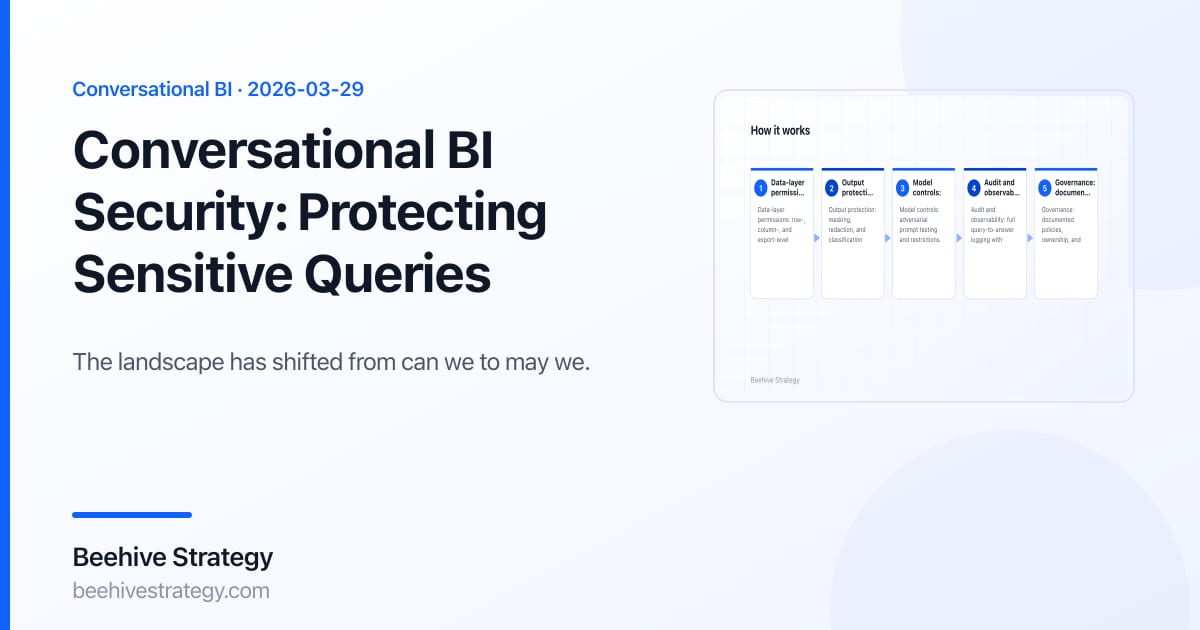 Conversational BI · 2026-03-29
Conversational BI
Security: Protecting
Sensitive Queries
The landscape has shifted from can we to may we.
Beehive Strategy
beehivestrategy.com
How it works
1 Data-layer
permissi...
Data-layer
permissions: row-,
column-, and
export-level
2 Output
protecti...
Output protection:
masking,
redaction, and
classification
3 Model
controls:
Model controls:
adversarial
prompt testing
and restrictions
4 Audit and
observab...
Audit and
observability: full
query-to-answer
logging with
5 Governance:
documen...
Governance:
documented
policies,
ownership, and
Beehive Strategy